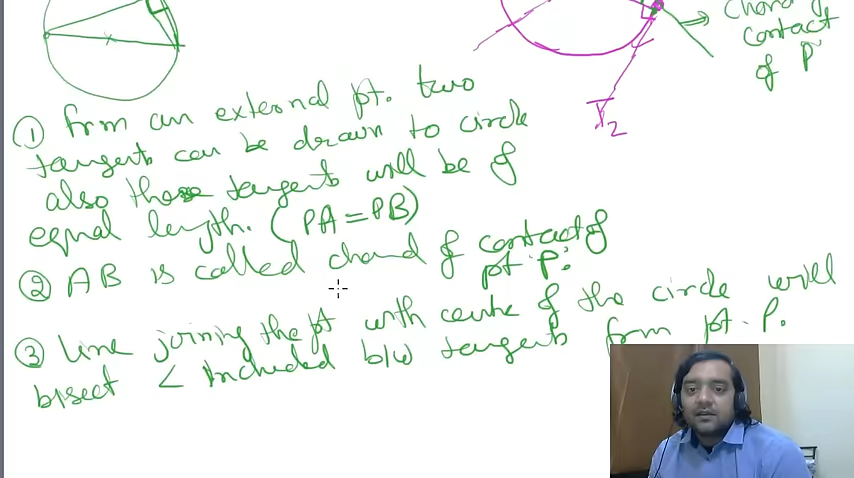 chord of
contact
of P
T2
① From an external pt. two
tangents can be drawn to circle
also these tangents will be of
equal length. (PA = PB)
② AB is called chord of contact of
pt P.
③ Line joining the pt with centre of the circle will
bisect ∠ included b/w tangents from pt. P.